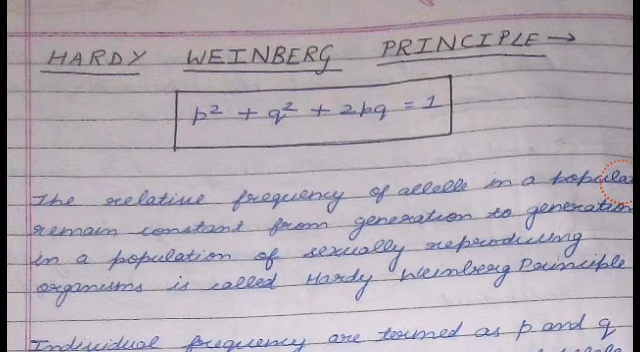 HARDY WEINBERG PRINCIPLE →
p² + q² + 2pq = 1
The relative frequency of allelle in a popula
remain constant from generation to generation
in a population of sexually reproducing
organisms is called Hardy Weinberg Principle
Individual frequency are termed as p and q